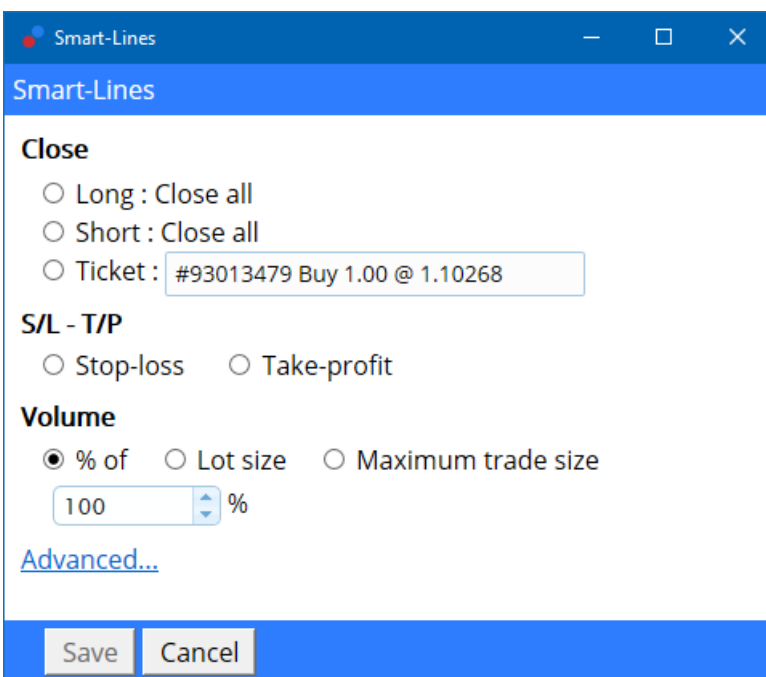 Smart-Lines
Smart-Lines
Close
Long : Close all
Short : Close all
Ticket : #93013479 Buy 1.00 @ 1.10268
S/L - T/P
Stop-loss Take-profit
Volume
% of Lot size Maximum trade size
100 %
Advanced...
Save Cancel